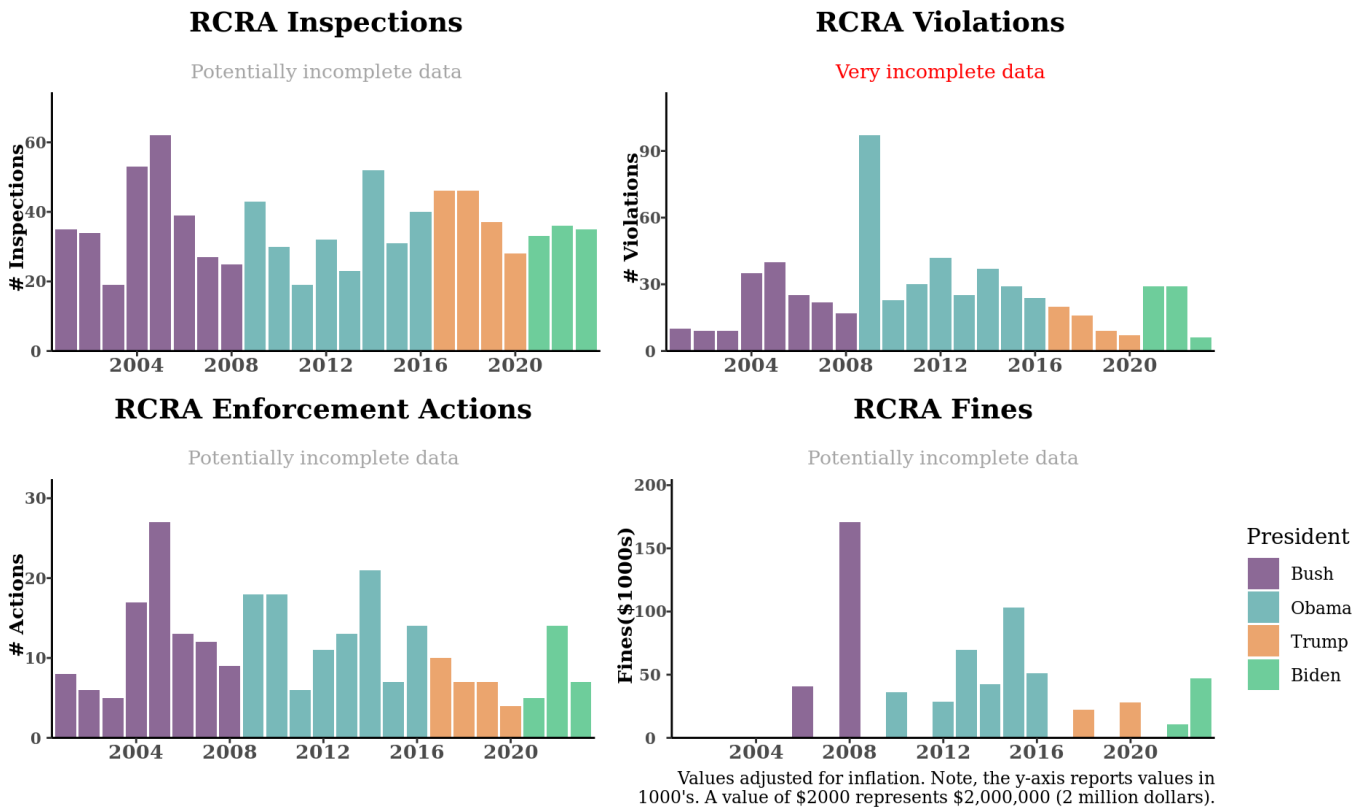 RCRA Inspections
Potentially incomplete data
# Inspections
60
40
20
0
2004 2008 2012 2016 2020
RCRA Violations
Very incomplete data
# Violations
90
60
30
0
2004 2008 2012 2016 2020
RCRA Enforcement Actions
Potentially incomplete data
# Actions
30
20
10
0
2004 2008 2012 2016 2020
RCRA Fines
Potentially incomplete data
Fines($1000s)
200
150
100
50
0
2004 2008 2012 2016 2020
President
Bush
Obama
Trump
Biden
Values adjusted for inflation. Note, the y-axis reports values in
1000's. A value of $2000 represents $2,000,000 (2 million dollars).